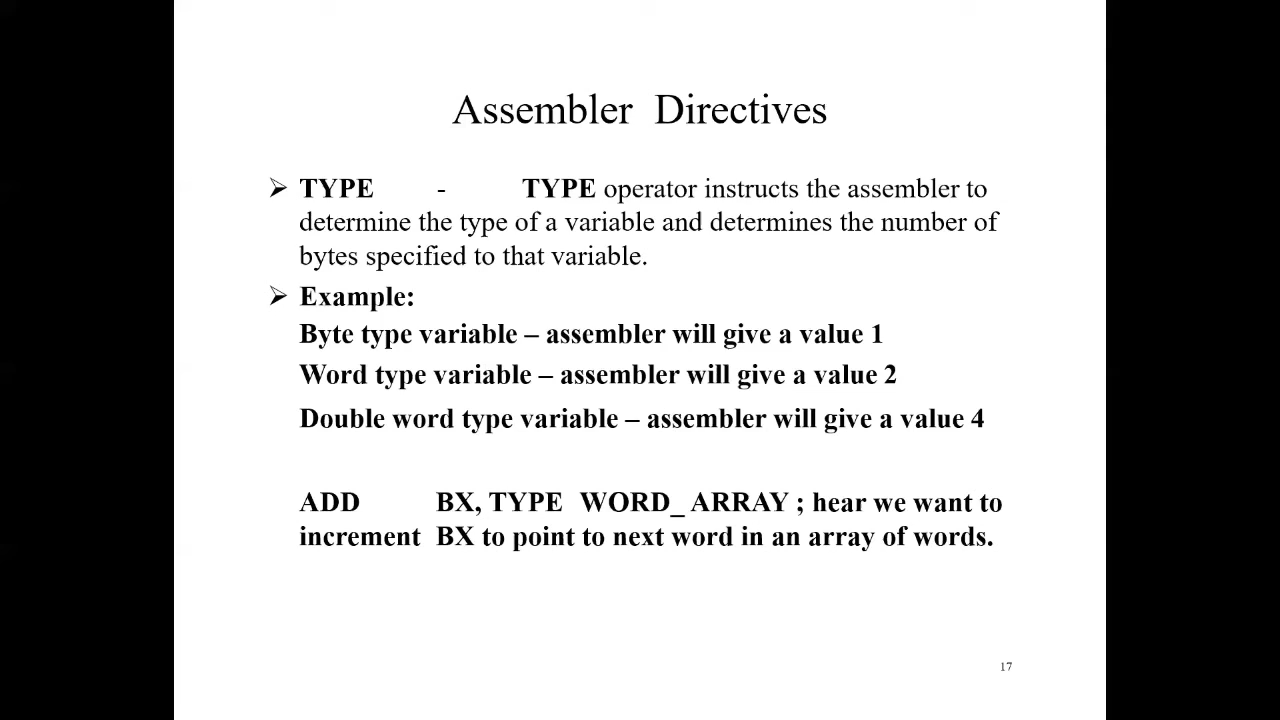 Assembler Directives
➢ TYPE - TYPE operator instructs the assembler to
determine the type of a variable and determines the number of
bytes specified to that variable.
➢ Example:
Byte type variable – assembler will give a value 1
Word type variable – assembler will give a value 2
Double word type variable – assembler will give a value 4
ADD BX, TYPE WORD_ ARRAY ; hear we want to
increment BX to point to next word in an array of words.
17